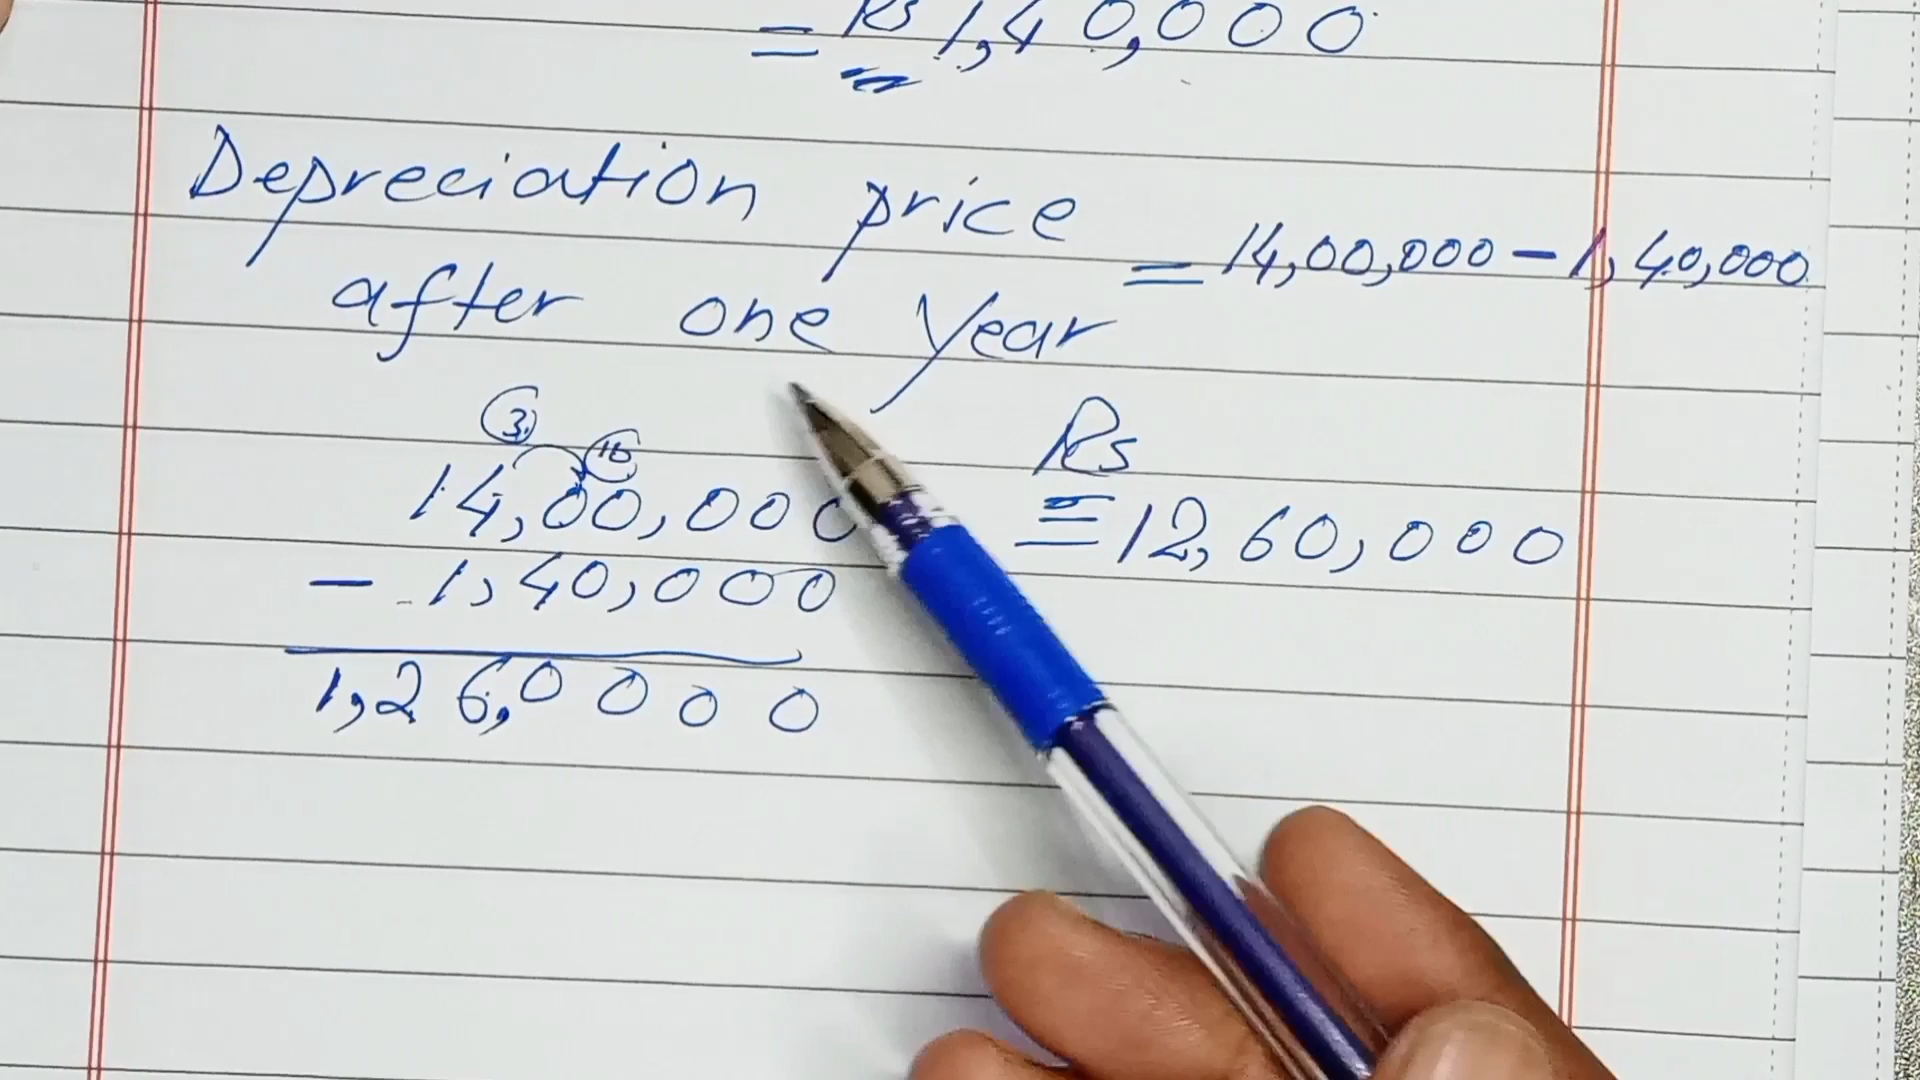 = Rs 1,40,000
Depreciation price
after one year = 14,00,000 - 1,40,000
3 10
14,00,000
- 1,40,000
1,26,0000
Rs
= 12,60,000